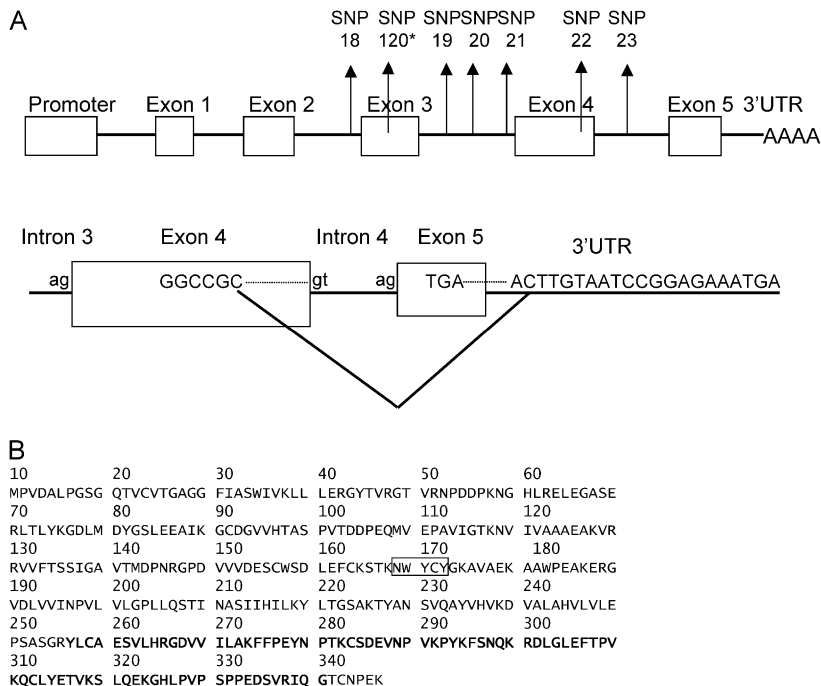 A
SNP SNP SNP SNP SNP SNP SNP
18 120* 19 20 21 22 23
Promoter Exon 1 Exon 2 Exon 3 Exon 4 Exon 5 3’UTR
AAAA
Intron 3 Exon 4 Intron 4 Exon 5 3’UTR
ag GGCCGC gt ag TGA ACTTGTAATCCGGAGAAATGA
B
10 20 30 40 50 60
MPVDALPGSG QTVCVTGAGG FIASWIVKLL LERGYTVRGT VRNPDDPKNG HLRELEGASE
70 80 90 100 110 120
RLTLYKGDLM DYGSLEEAIK GCDGVVHTAS PVTDDPEQMV EPAVIGTKNV IVAAAEAKVR
130 140 150 160 170 180
RVVFTSSIGA VTMDPNRGPD VVVDESCWSD LEFCKSTKNW YCYGKAVAEK AAWPEAKERG
190 200 210 220 230 240
VDLVVINPVL VLGPLLQSTI NASIIHILKY LTGSAKTYAN SVQAYVHVKD VALAHVLVLE
250 260 270 280 290 300
PSASGRYLCA ESVLHRGDVV ILAKFFPEYN PTKCSDEVNP VKPYKFSNQK RDLGLEFTPV
310 320 330 340
KQCLYETVKS LQEKGHLPVP SPPEDSVRIQ GTCNPEK